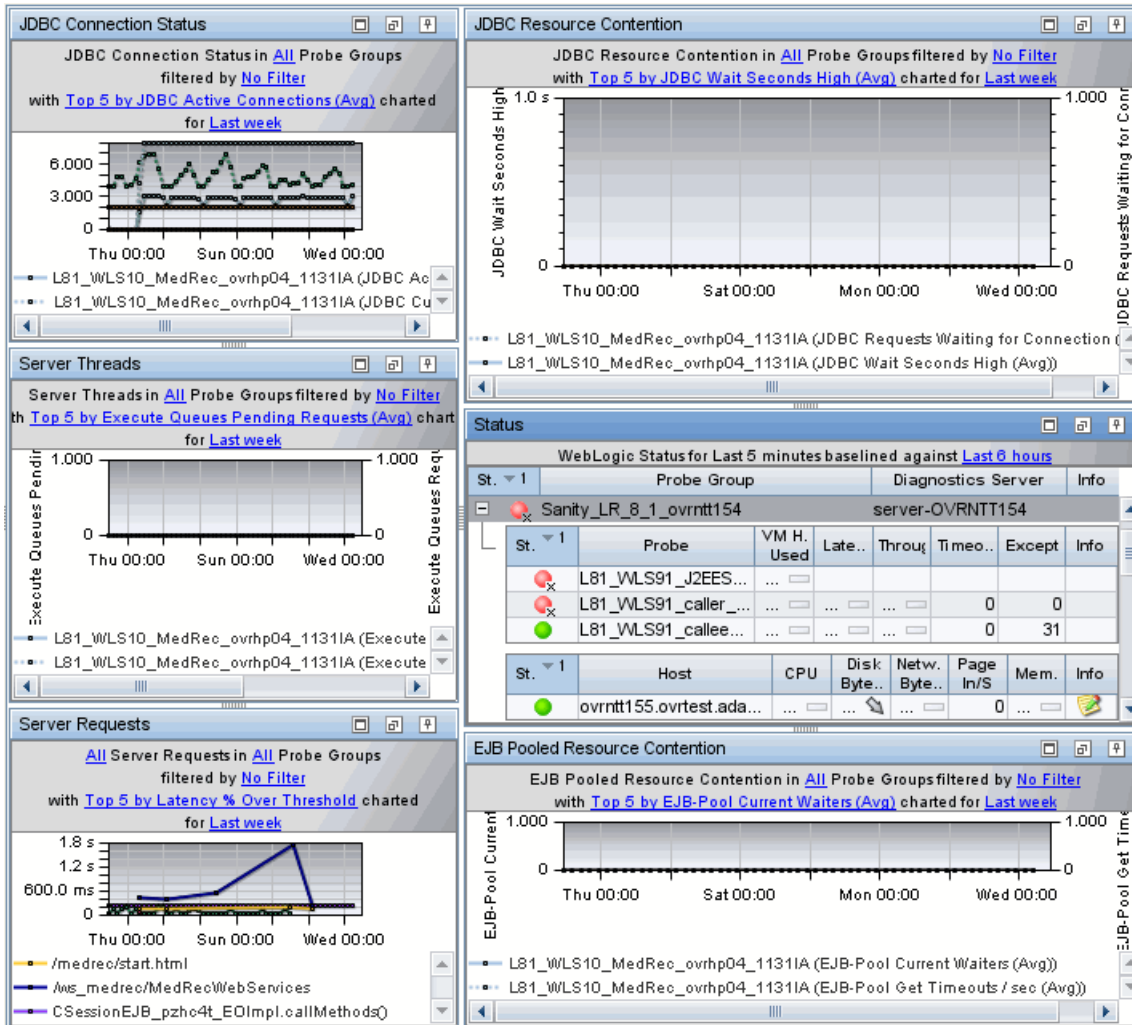 JDBC Connection Status
JDBC Connection Status in All Probe Groups
filtered by No Filter
with Top 5 by JDBC Active Connections (Avg) charted
for Last week
6.000
3.000
0
Thu 00:00 Sun 00:00 Wed 00:00
L81_WLS10_MedRec_ovrhp04_1131IA (JDBC Ac
L81_WLS10_MedRec_ovrhp04_1131IA (JDBC Cu
Server Threads
Server Threads in All Probe Groups filtered by No Filter
th Top 5 by Execute Queues Pending Requests (Avg) chart
for Last week
Execute Queues Pendin
1.000
0
1.000
0
Execute Queues Requ
Thu 00:00 Sun 00:00 Wed 00:00
L81_WLS10_MedRec_ovrhp04_1131IA (Execute
L81_WLS10_MedRec_ovrhp04_1131IA (Execute
Server Requests
All Server Requests in All Probe Groups
filtered by No Filter
with Top 5 by Latency % Over Threshold charted
for Last week
1.8 s
1.2 s
600.0 ms
0
Thu 00:00 Sun 00:00 Wed 00:00
/medrec/start.html
/ws_medrec/MedRecWebServices
CSessionEJB_pzhc4t_EOImpl.callMethods()
JDBC Resource Contention
JDBC Resource Contention in All Probe Groups filtered by No Filter
with Top 5 by JDBC Wait Seconds High (Avg) charted for Last week
JDBC Wait Seconds High
1.0 s
0
1.000
0
JDBC Requests Waiting for Conn
Thu 00:00 Sat 00:00 Mon 00:00 Wed 00:00
L81_WLS10_MedRec_ovrhp04_1131IA (JDBC Requests Waiting for Connection (
L81_WLS10_MedRec_ovrhp04_1131IA (JDBC Wait Seconds High (Avg))
Status
WebLogic Status for Last 5 minutes baselined against Last 6 hours
St. 1 Probe Group Diagnostics Server Info
Sanity_LR_8_1_ovrntt154 server-OVRNTT154
St. 1 Probe VM H. Used Late.. Throug Timeo.. Except Info
L81_WLS91_J2EES... ...
L81_WLS91_caller_... ... ... ... 0 0
L81_WLS91_callee... ... ... ... 0 31
St. 1 Host CPU Disk Byte.. Netw. Byte.. Page In/S Mem. Info
ovrntt155.ovrtest.ada... ... ... ... 0 ...
EJB Pooled Resource Contention
EJB Pooled Resource Contention in All Probe Groups filtered by No Filter
with Top 5 by EJB-Pool Current Waiters (Avg) charted for Last week
EJB-Pool Current
1.000
0
1.000
0
EJB-Pool Get Time
Thu 00:00 Sat 00:00 Mon 00:00 Wed 00:00
L81_WLS10_MedRec_ovrhp04_1131IA (EJB-Pool Current Waiters (Avg))
L81_WLS10_MedRec_ovrhp04_1131IA (EJB-Pool Get Timeouts / sec (Avg))